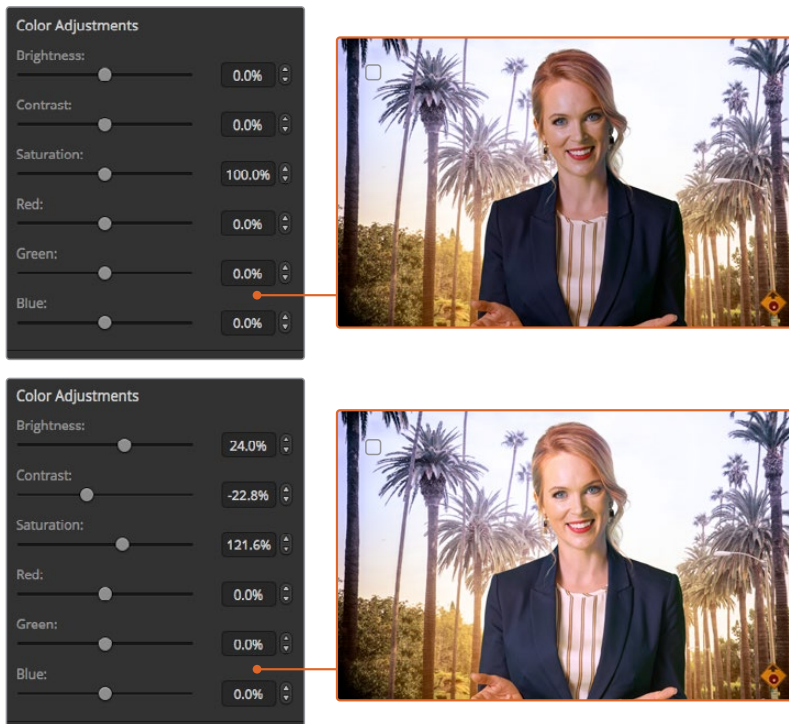 Color Adjustments
Brightness:
0.0%
Contrast:
0.0%
Saturation:
100.0%
Red:
0.0%
Green:
0.0%
Blue:
0.0%
Color Adjustments
Brightness:
24.0%
Contrast:
-22.8%
Saturation:
121.6%
Red:
0.0%
Green:
0.0%
Blue:
0.0%